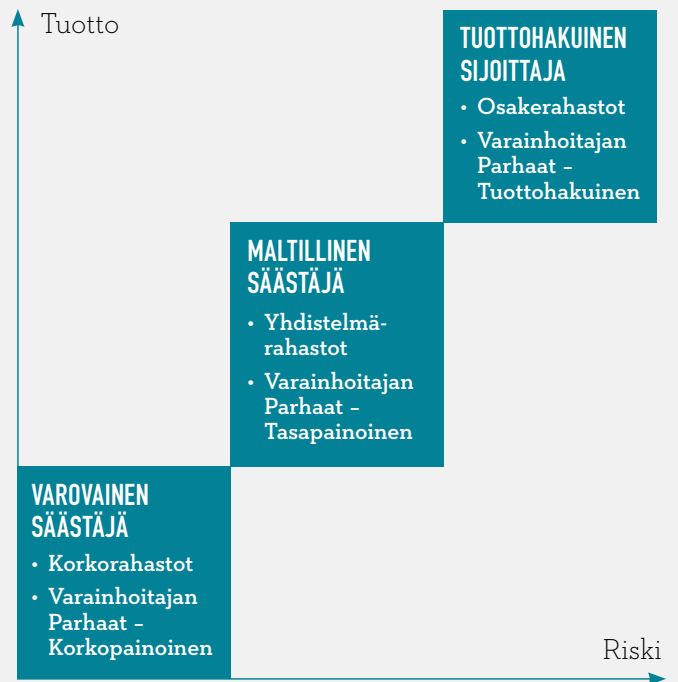 Tuotto
TUOTTOHAKUINEN
SIJOITTAJA
• Osakerahastot
• Varainhoitajan
Parhaat –
Tuottohakuinen
MALTILLINEN
SÄÄSTÄJÄ
• Yhdistelmä-
rahastot
• Varainhoitajan
Parhaat –
Tasapainoinen
VAROVAINEN
SÄÄSTÄJÄ
• Korkorahastot
• Varainhoitajan
Parhaat –
Korkopainoinen
Riski